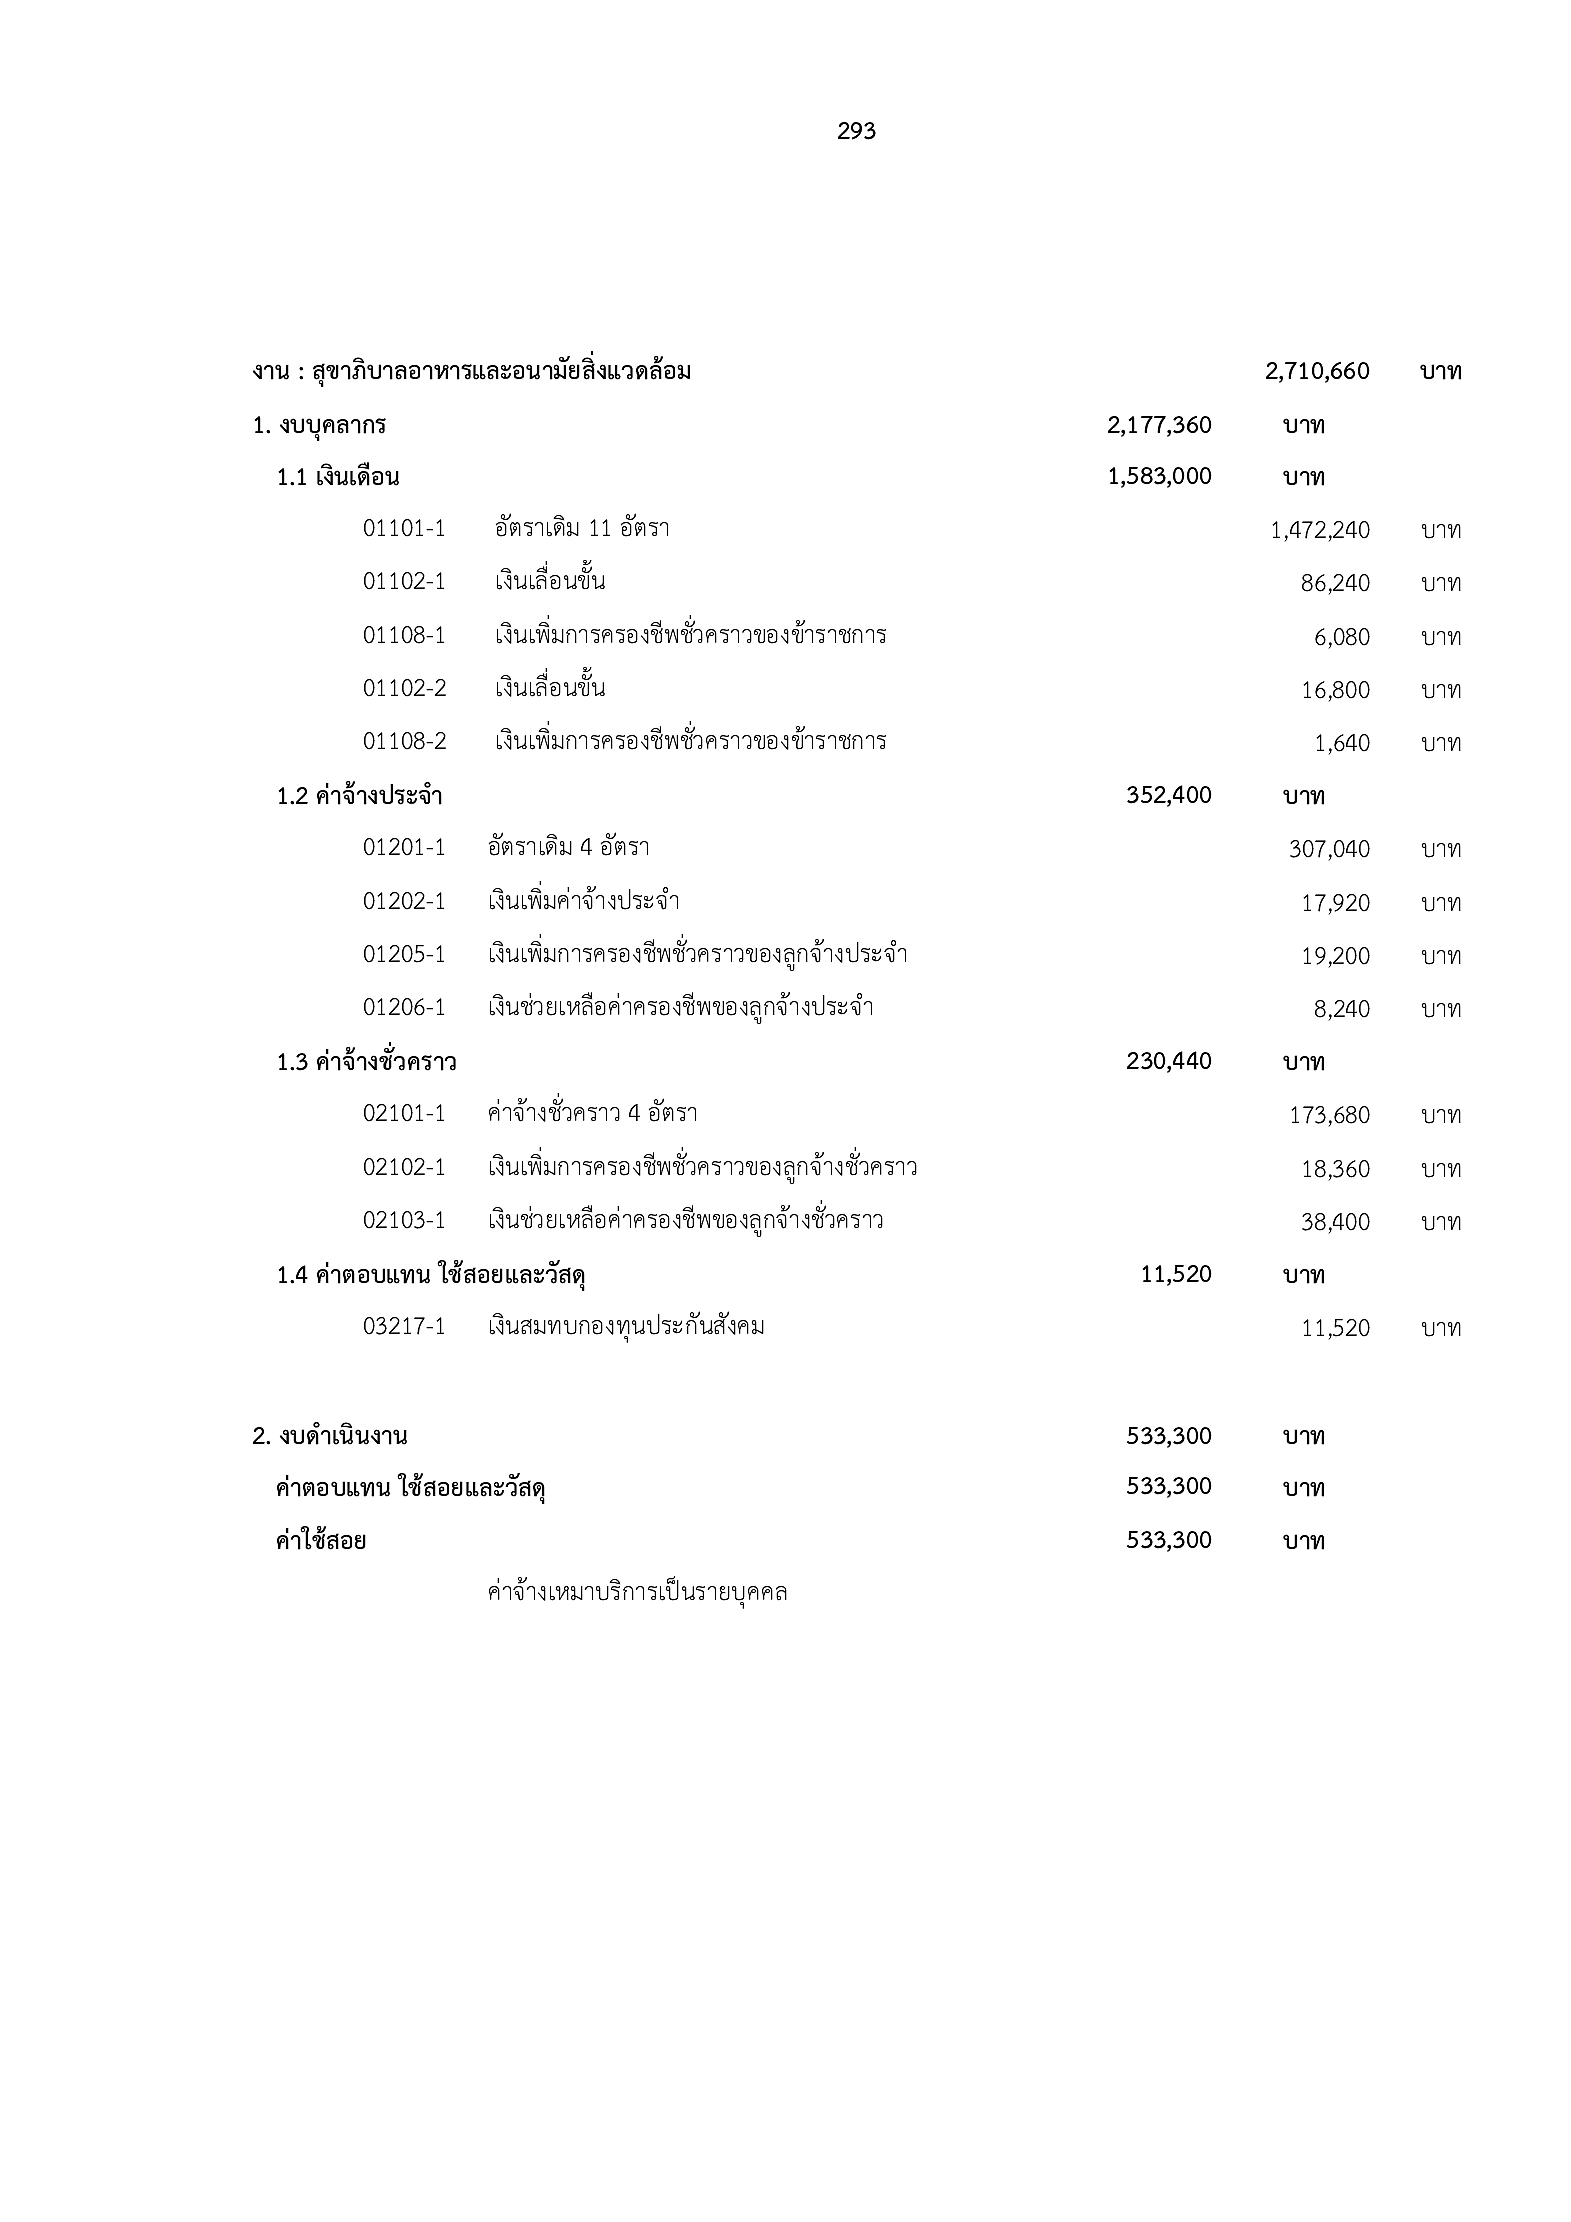 293
งาน : สุขาภิบาลอาหารและอนามัยสิ่งแวดล้อม 2,710,660 บาท
1. งบบุคลากร 2,177,360 บาท
1.1 เงินเดือน 1,583,000 บาท
01101-1 อัตราเดิม 11 อัตรา 1,472,240 บาท
01102-1 เงินเลื่อนขั้น 86,240 บาท
01108-1 เงินเพิ่มการครองชีพชั่วคราวของข้าราชการ 6,080 บาท
01102-2 เงินเลื่อนขั้น 16,800 บาท
01108-2 เงินเพิ่มการครองชีพชั่วคราวของข้าราชการ 1,640 บาท
1.2 ค่าจ้างประจำ 352,400 บาท
01201-1 อัตราเดิม 4 อัตรา 307,040 บาท
01202-1 เงินเพิ่มค่าจ้างประจำ 17,920 บาท
01205-1 เงินเพิ่มการครองชีพชั่วคราวของลูกจ้างประจำ 19,200 บาท
01206-1 เงินช่วยเหลือค่าครองชีพของลูกจ้างประจำ 8,240 บาท
1.3 ค่าจ้างชั่วคราว 230,440 บาท
02101-1 ค่าจ้างชั่วคราว 4 อัตรา 173,680 บาท
02102-1 เงินเพิ่มการครองชีพชั่วคราวของลูกจ้างชั่วคราว 18,360 บาท
02103-1 เงินช่วยเหลือค่าครองชีพของลูกจ้างชั่วคราว 38,400 บาท
1.4 ค่าตอบแทน ใช้สอยและวัสดุ 11,520 บาท
03217-1 เงินสมทบกองทุนประกันสังคม 11,520 บาท
2. งบดำเนินงาน 533,300 บาท
ค่าตอบแทน ใช้สอยและวัสดุ 533,300 บาท
ค่าใช้สอย 533,300 บาท
ค่าจ้างเหมาบริการเป็นรายบุคคล